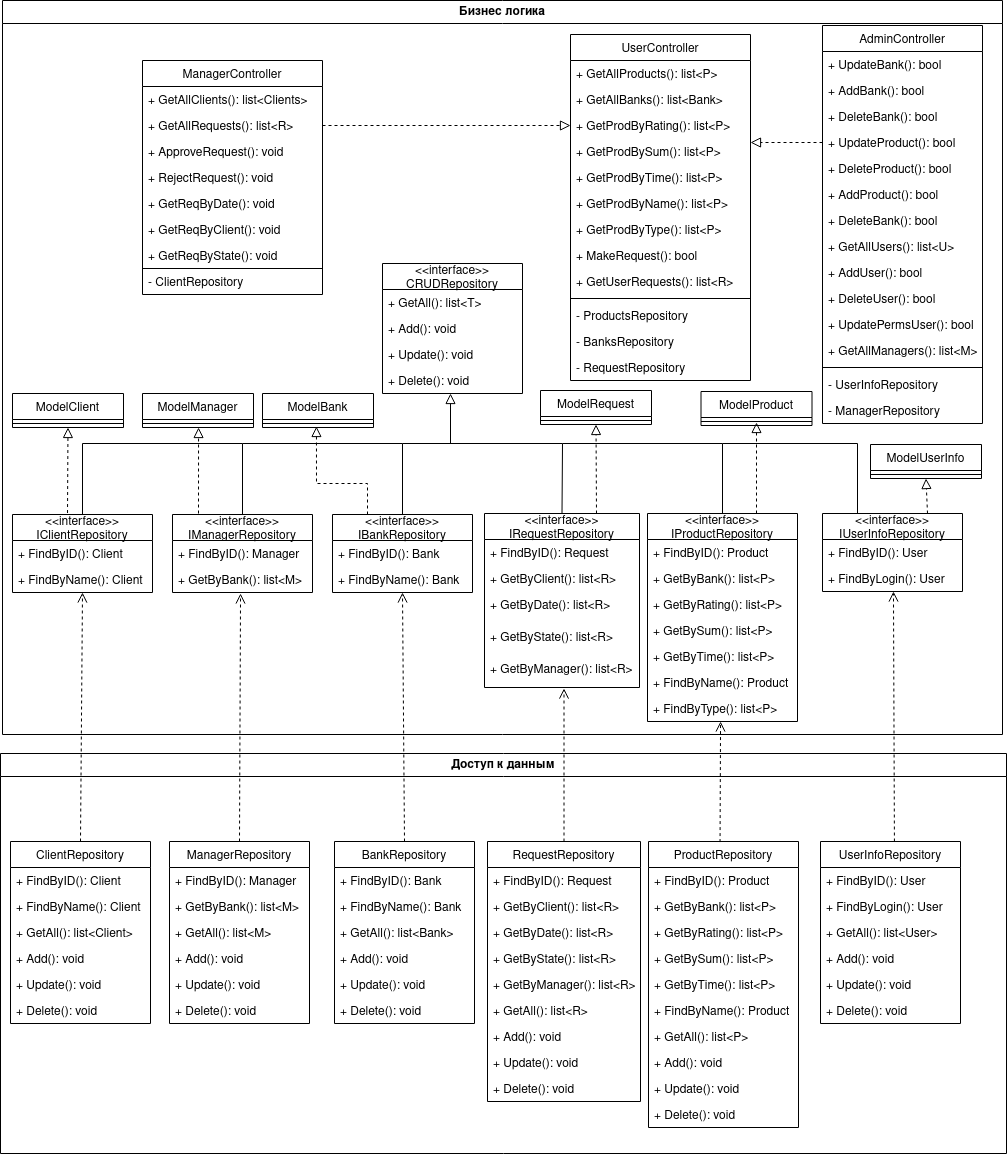 Бизнес логика
ManagerController
+ GetAllClients(): list<Clients>
+ GetAllRequests(): list<R>
+ ApproveRequest(): void
+ RejectRequest(): void
+ GetReqByDate(): void
+ GetReqByClient(): void
+ GetReqByState(): void
- ClientRepository
UserController
+ GetAllProducts(): list<P>
+ GetAllBanks(): list<Bank>
+ GetProdByRating(): list<P>
+ GetProdBySum(): list<P>
+ GetProdByTime(): list<P>
+ GetProdByName(): list<P>
+ GetProdByType(): list<P>
+ MakeRequest(): bool
+ GetUserRequests(): list<R>
- ProductsRepository
- BanksRepository
- RequestRepository
AdminController
+ UpdateBank(): bool
+ AddBank(): bool
+ DeleteBank(): bool
+ UpdateProduct(): bool
+ DeleteProduct(): bool
+ AddProduct(): bool
+ DeleteBank(): bool
+ GetAllUsers(): list<U>
+ AddUser(): bool
+ DeleteUser(): bool
+ UpdatePermsUser(): bool
+ GetAllManagers(): list<M>
- UserInfoRepository
- ManagerRepository
<<interface>>
CRUDRepository
+ GetAll(): list<T>
+ Add(): void
+ Update(): void
+ Delete(): void
ModelClient
ModelManager
ModelBank
ModelRequest
ModelProduct
ModelUserInfo
<<interface>>
IClientRepository
+ FindByID(): Client
+ FindByName(): Client
<<interface>>
IManagerRepository
+ FindByID(): Manager
+ GetByBank(): list<M>
<<interface>>
IBankRepository
+ FindByID(): Bank
+ FindByName(): Bank
<<interface>>
IRequestRepository
+ FindByID(): Request
+ GetByClient(): list<R>
+ GetByDate(): list<R>
+ GetByState(): list<R>
+ GetByManager(): list<R>
<<interface>>
IProductRepository
+ FindByID(): Product
+ GetByBank(): list<P>
+ GetByRating(): list<P>
+ GetBySum(): list<P>
+ GetByTime(): list<P>
+ FindByName(): Product
+ FindByType(): list<P>
<<interface>>
IUserInfoRepository
+ FindByID(): User
+ FindByLogin(): User
Доступ к данным
ClientRepository
+ FindByID(): Client
+ FindByName(): Client
+ GetAll(): list<Client>
+ Add(): void
+ Update(): void
+ Delete(): void
ManagerRepository
+ FindByID(): Manager
+ GetByBank(): list<M>
+ GetAll(): list<M>
+ Add(): void
+ Update(): void
+ Delete(): void
BankRepository
+ FindByID(): Bank
+ FindByName(): Bank
+ GetAll(): list<Bank>
+ Add(): void
+ Update(): void
+ Delete(): void
RequestRepository
+ FindByID(): Request
+ GetByClient(): list<R>
+ GetByDate(): list<R>
+ GetByState(): list<R>
+ GetByManager(): list<R>
+ GetAll(): list<R>
+ Add(): void
+ Update(): void
+ Delete(): void
ProductRepository
+ FindByID(): Product
+ GetByBank(): list<P>
+ GetByRating(): list<P>
+ GetBySum(): list<P>
+ GetByTime(): list<P>
+ FindByName(): Product
+ GetAll(): list<P>
+ Add(): void
+ Update(): void
+ Delete(): void
UserInfoRepository
+ FindByID(): User
+ FindByLogin(): User
+ GetAll(): list<User>
+ Add(): void
+ Update(): void
+ Delete(): void